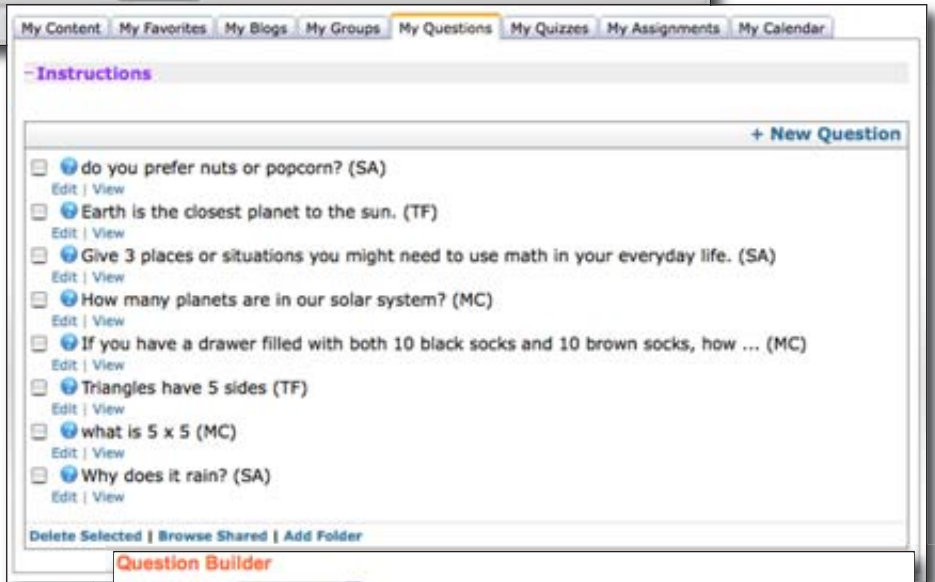 My Content My Favorites My Blogs My Groups My Questions My Quizzes My Assignments My Calendar
-Instructions
+ New Question
do you prefer nuts or popcorn? (SA)
Edit | View
Earth is the closest planet to the sun. (TF)
Edit | View
Give 3 places or situations you might need to use math in your everyday life. (SA)
Edit | View
How many planets are in our solar system? (MC)
Edit | View
If you have a drawer filled with both 10 black socks and 10 brown socks, how ... (MC)
Edit | View
Triangles have 5 sides (TF)
Edit | View
what is 5 x 5 (MC)
Edit | View
Why does it rain? (SA)
Edit | View
Delete Selected | Browse Shared | Add Folder
Question Builder